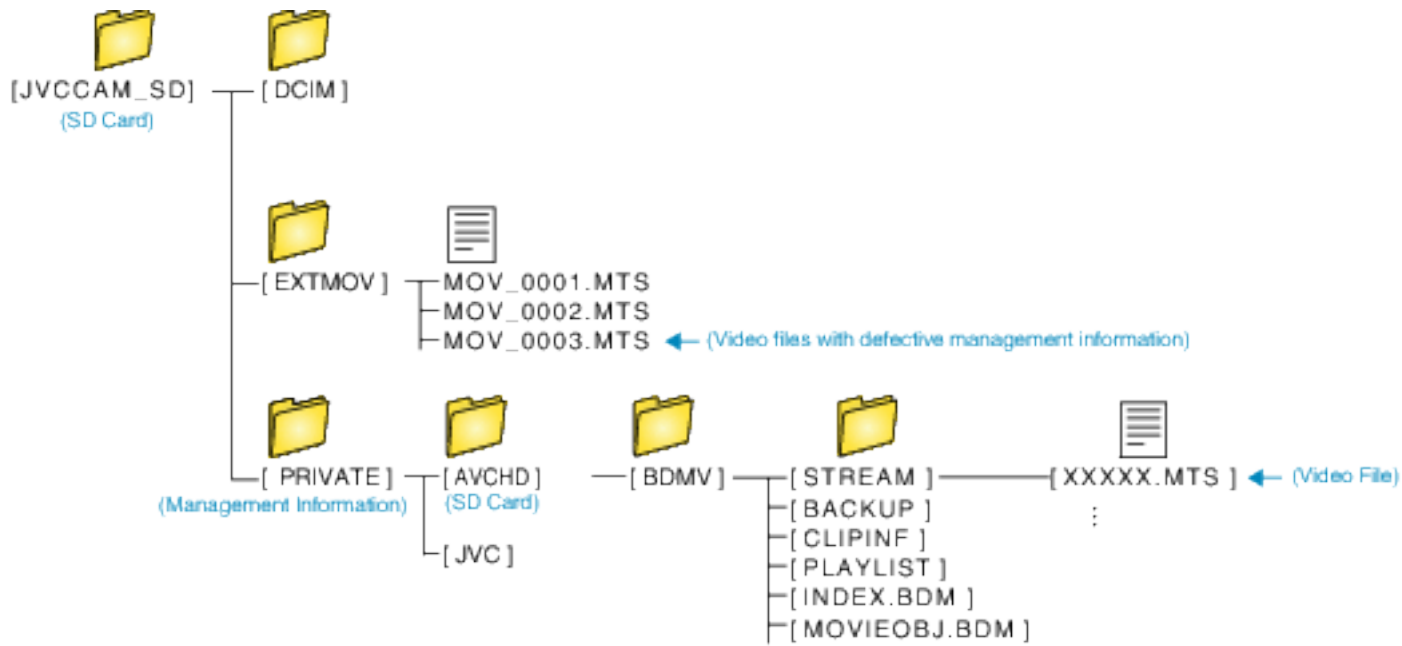 [JVCCAM_SD] [DCIM]
(SD Card)
[EXTMOV] MOV_0001.MTS
MOV_0002.MTS
MOV_0003.MTS (Video files with defective management information)
[PRIVATE] [AVCHD] [BDMV] [STREAM] [XXXXX.MTS] (Video File)
(Management Information) (SD Card)
[BACKUP]
[CLIPINF]
[JVC]
[PLAYLIST]
[INDEX.BDM]
[MOVIEOBJ.BDM]